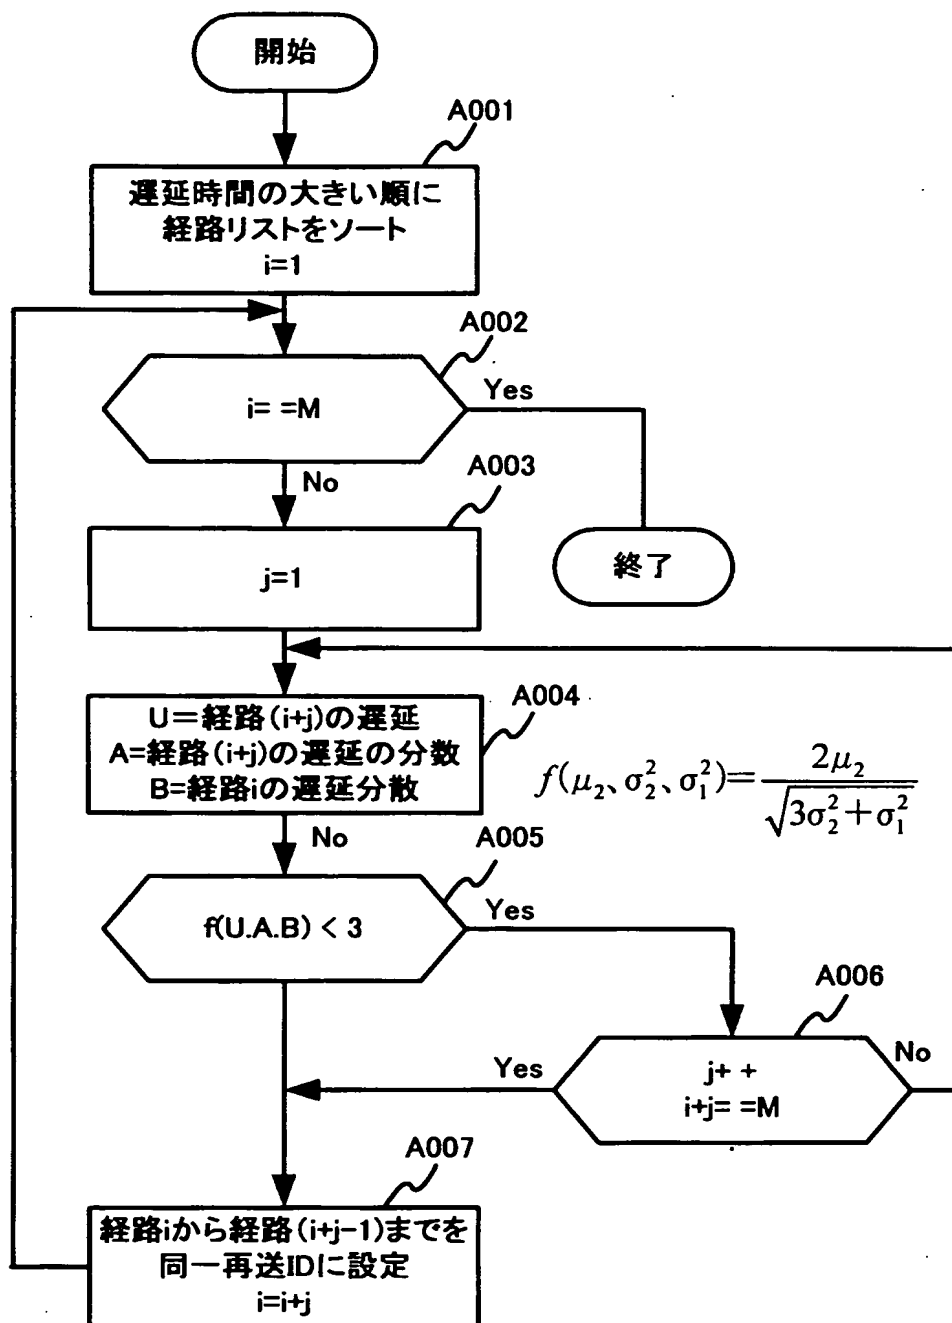 開始
A001
遅延時間の大きい順に
経路リストをソート
i=1
A002
i= =M
Yes
No
A003
j=1
終了
A004
U=経路(i+j)の遅延
A=経路(i+j)の遅延の分数
B=経路iの遅延分散
f(μ₂、σ₂²、σ₁²)=2μ₂/√(3σ₂²+σ₁²)
No
A005
f(U.A.B) < 3
Yes
A006
j+ +
i+j= =M
Yes
No
A007
経路iから経路(i+j-1)までを
同一再送IDに設定
i=i+j